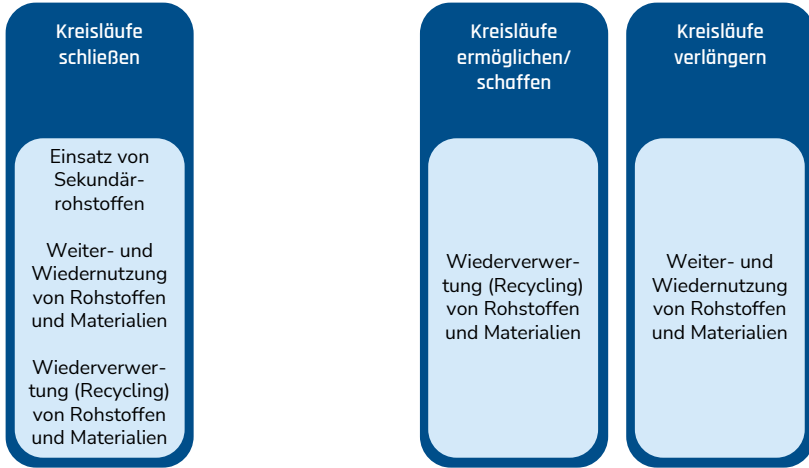 Kreisläufe
schließen
Einsatz von
Sekundär-
rohstoffen
Weiter- und
Wiedernutzung
von Rohstoffen
und Materialien
Wiederverwer-
tung (Recycling)
von Rohstoffen
und Materialien
Kreisläufe
ermöglichen/
schaffen
Wiederverwer-
tung (Recycling)
von Rohstoffen
und Materialien
Kreisläufe
verlängern
Weiter- und
Wiedernutzung
von Rohstoffen
und Materialien